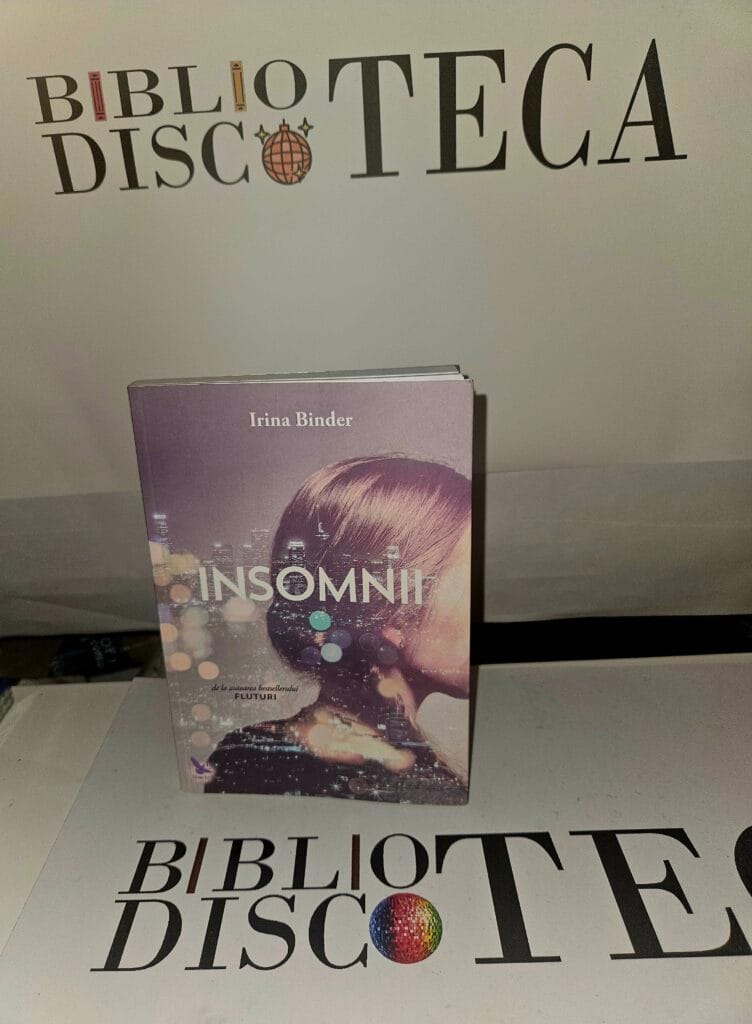 BIBLIO
DISCOTECA
Irina Binder
INSOMNII
de la autoarea bestsellerului
FLUTURI
BIBLIO
DISCOTEC